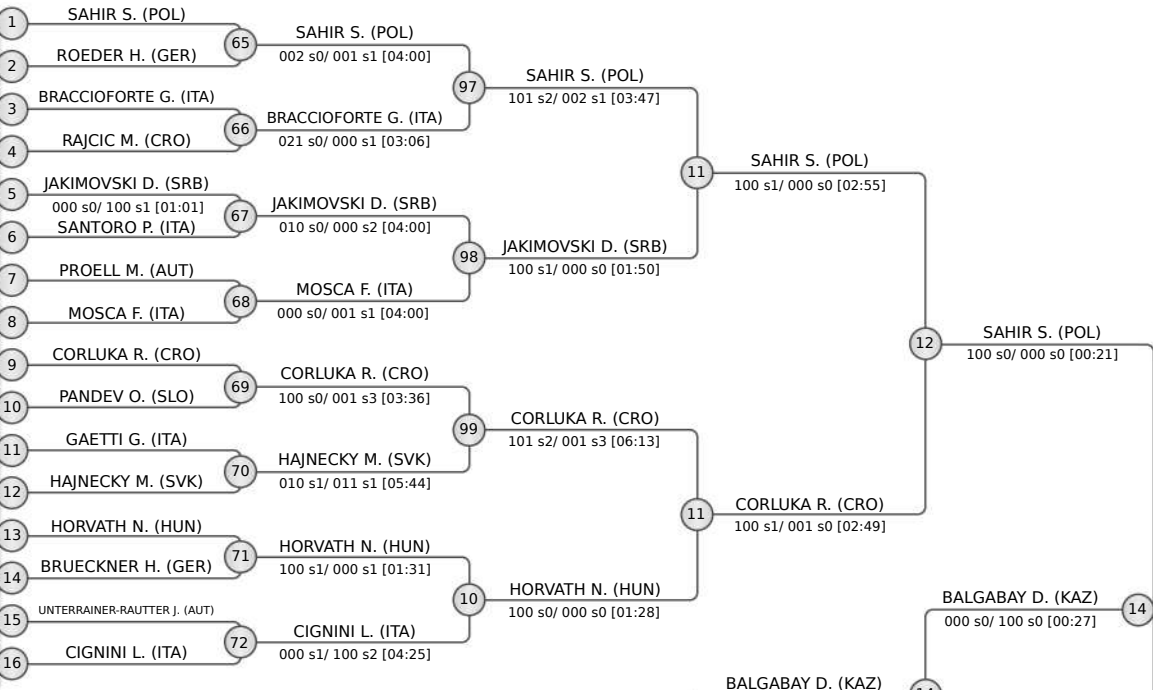 1
SAHIR S. (POL)
2
ROEDER H. (GER)
3
BRACCIOFORTE G. (ITA)
4
RAJCIC M. (CRO)
5
JAKIMOVSKI D. (SRB)
000 s0/ 100 s1 [01:01]
6
SANTORO P. (ITA)
7
PROELL M. (AUT)
8
MOSCA F. (ITA)
9
CORLUKA R. (CRO)
10
PANDEV O. (SLO)
11
GAETTI G. (ITA)
12
HAJNECKY M. (SVK)
13
HORVATH N. (HUN)
14
BRUECKNER H. (GER)
15
UNTERRAINER-RAUTTER J. (AUT)
16
CIGNINI L. (ITA)
65
SAHIR S. (POL)
002 s0/ 001 s1 [04:00]
66
BRACCIOFORTE G. (ITA)
021 s0/ 000 s1 [03:06]
67
JAKIMOVSKI D. (SRB)
010 s0/ 000 s2 [04:00]
68
MOSCA F. (ITA)
000 s0/ 001 s1 [04:00]
69
CORLUKA R. (CRO)
100 s0/ 001 s3 [03:36]
70
HAJNECKY M. (SVK)
010 s1/ 011 s1 [05:44]
71
HORVATH N. (HUN)
100 s1/ 000 s1 [01:31]
72
CIGNINI L. (ITA)
000 s1/ 100 s2 [04:25]
97
SAHIR S. (POL)
101 s2/ 002 s1 [03:47]
98
JAKIMOVSKI D. (SRB)
100 s1/ 000 s0 [01:50]
99
CORLUKA R. (CRO)
101 s2/ 001 s3 [06:13]
10
HORVATH N. (HUN)
100 s0/ 000 s0 [01:28]
11
SAHIR S. (POL)
100 s1/ 000 s0 [02:55]
11
CORLUKA R. (CRO)
100 s1/ 001 s0 [02:49]
BALGABAY D. (KAZ)
12
SAHIR S. (POL)
100 s0/ 000 s0 [00:21]
BALGABAY D. (KAZ)
000 s0/ 100 s0 [00:27]
14